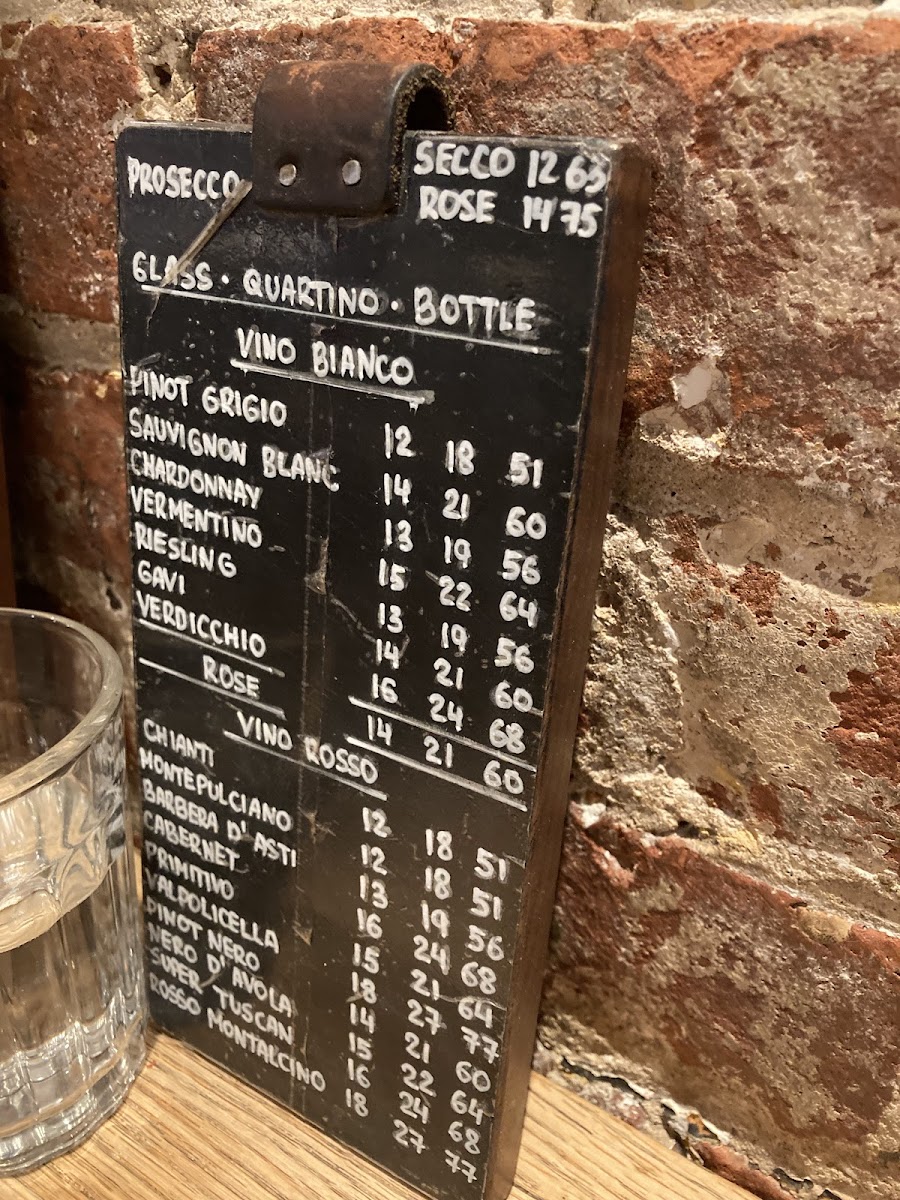 PROSECCO SECCO 12 63
ROSE 14 75
GLASS · QUARTINO · BOTTLE
VINO BIANCO
PINOT GRIGIO 12 18 51
SAUVIGNON BLANC 14 21 60
CHARDONNAY 13 19 56
VERMENTINO 15 22 64
RIESLING 13 19 56
GAVI 14 21 60
VERDICCHIO 16 24 68
ROSE 14 21 60
VINO ROSSO
CHIANTI 12 18 51
MONTEPULCIANO 12 18 51
BARBERA D'ASTI 13 19 56
CABERNET 16 24 68
PRIMITIVO 15 21 64
VALPOLICELLA 18 27 77
PINOT NERO 14 21 60
NERO D'AVOLA 15 22 64
SUPER TUSCAN 16 24 68
ROSSO MONTALCINO 18 27 77